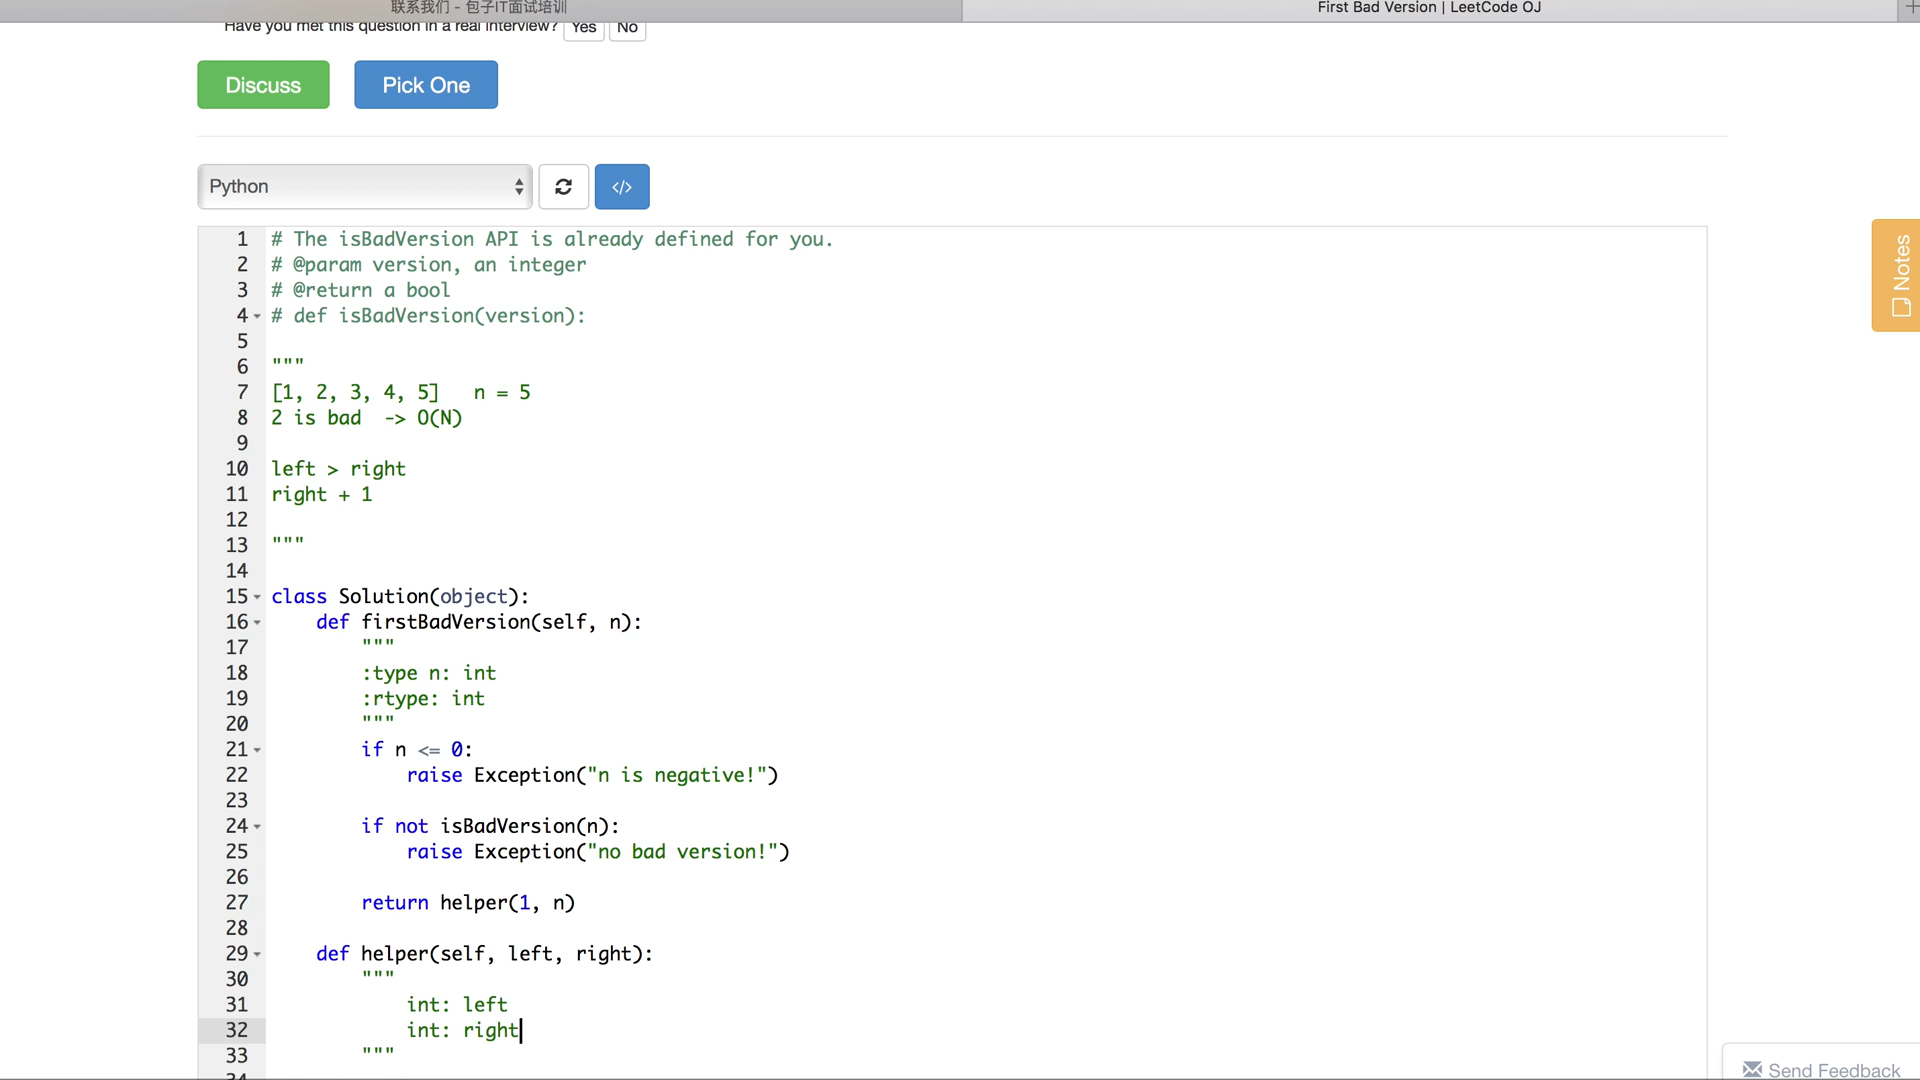 联系我们 - 包子IT面试培训
First Bad Version | LeetCode OJ
Have you met this question in a real interview? Yes No
Discuss Pick One
Python
</>
1 # The isBadVersion API is already defined for you.
2 # @param version, an integer
3 # @return a bool
4 # def isBadVersion(version):
5
6 """
7 [1, 2, 3, 4, 5]   n = 5
8 2 is bad  -> O(N)
9
10 left > right
11 right + 1
12
13 """
14
15 class Solution(object):
16     def firstBadVersion(self, n):
17         """
18         :type n: int
19         :rtype: int
20         """
21         if n <= 0:
22             raise Exception("n is negative!")
23
24         if not isBadVersion(n):
25             raise Exception("no bad version!")
26
27         return helper(1, n)
28
29     def helper(self, left, right):
30         """
31             int: left
32             int: right
33         """
34
Notes
Send Feedback